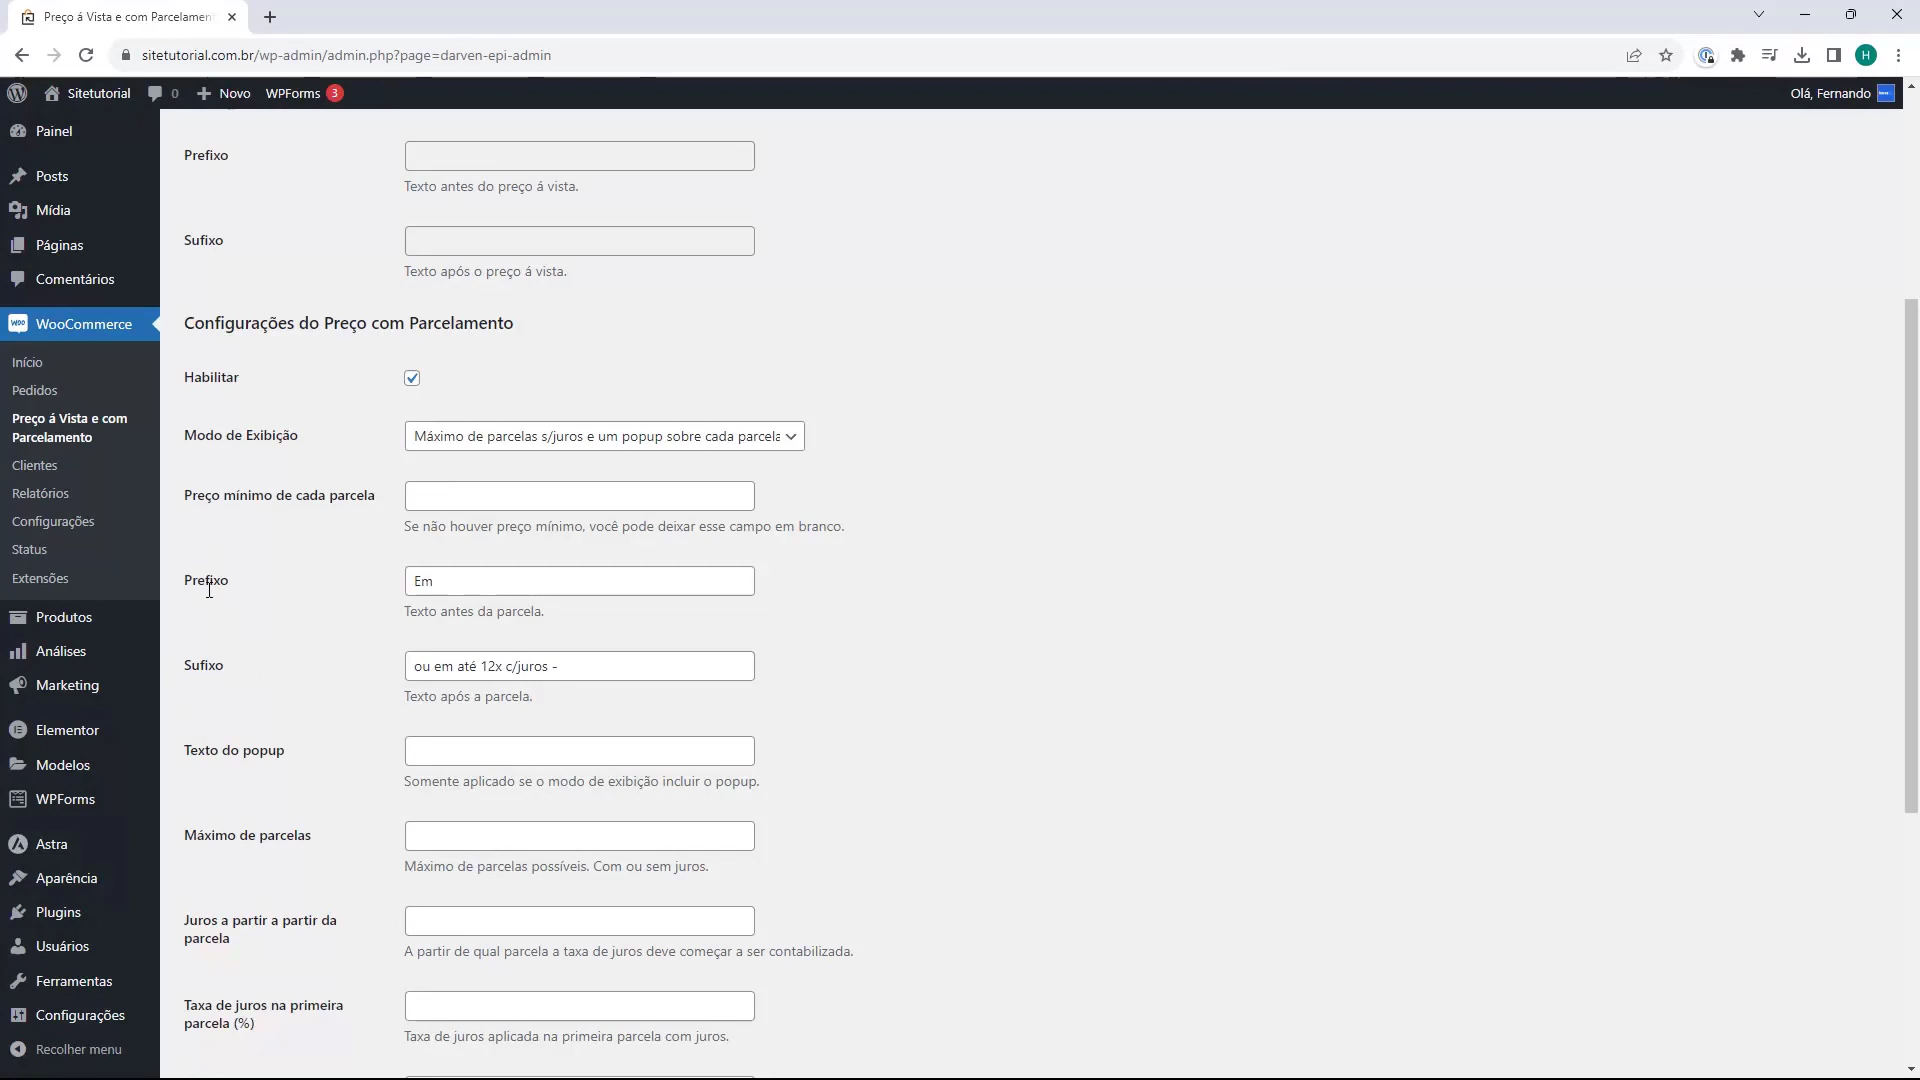 Preço á Vista e com Parcelament
sitetutorial.com.br/wp-admin/admin.php?page=darven-epi-admin
H
Sitetutorial
0
Novo
WPForms 3
Olá, Fernando
Painel
Posts
Mídia
Páginas
Comentários
WooCommerce
Início
Pedidos
Preço á Vista e com
Parcelamento
Clientes
Relatórios
Configurações
Status
Extensões
Produtos
Análises
Marketing
Elementor
Modelos
WPForms
Astra
Aparência
Plugins
Usuários
Ferramentas
Configurações
Recolher menu
Prefixo
Texto antes do preço á vista.
Sufixo
Texto após o preço á vista.
Configurações do Preço com Parcelamento
Habilitar
Modo de Exibição
Máximo de parcelas s/juros e um popup sobre cada parcela
Preço mínimo de cada parcela
Se não houver preço mínimo, você pode deixar esse campo em branco.
Prefixo
Em
Texto antes da parcela.
Sufixo
ou em até 12x c/juros -
Texto após a parcela.
Texto do popup
Somente aplicado se o modo de exibição incluir o popup.
Máximo de parcelas
Máximo de parcelas possíveis. Com ou sem juros.
Juros a partir a partir da
parcela
A partir de qual parcela a taxa de juros deve começar a ser contabilizada.
Taxa de juros na primeira
parcela (%)
Taxa de juros aplicada na primeira parcela com juros.